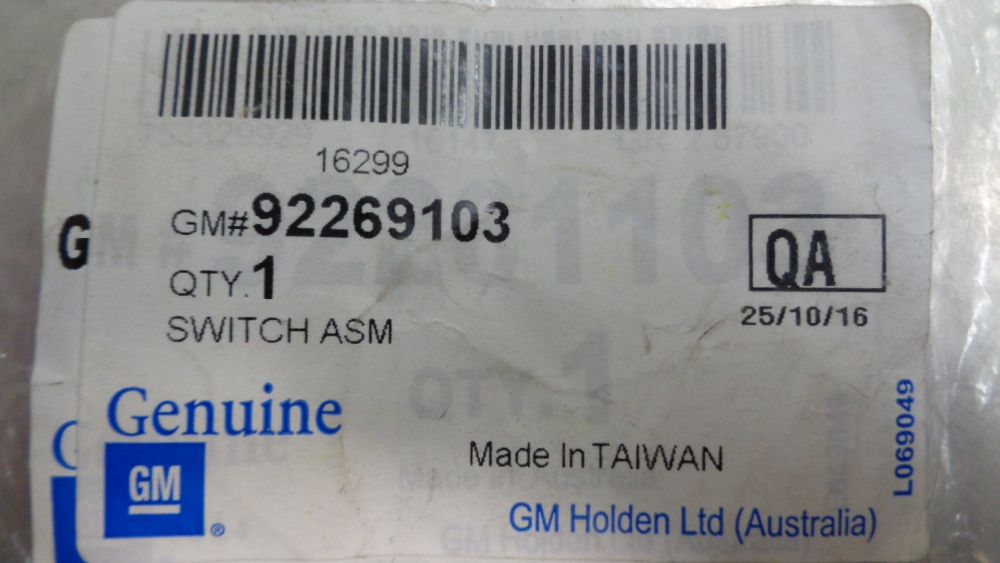 16299
GM#92269103
QTY.1
SWITCH ASM
QA
25/10/16
G
Genuine
GM
®
Made In TAIWAN
GM Holden Ltd (Australia)
L069049